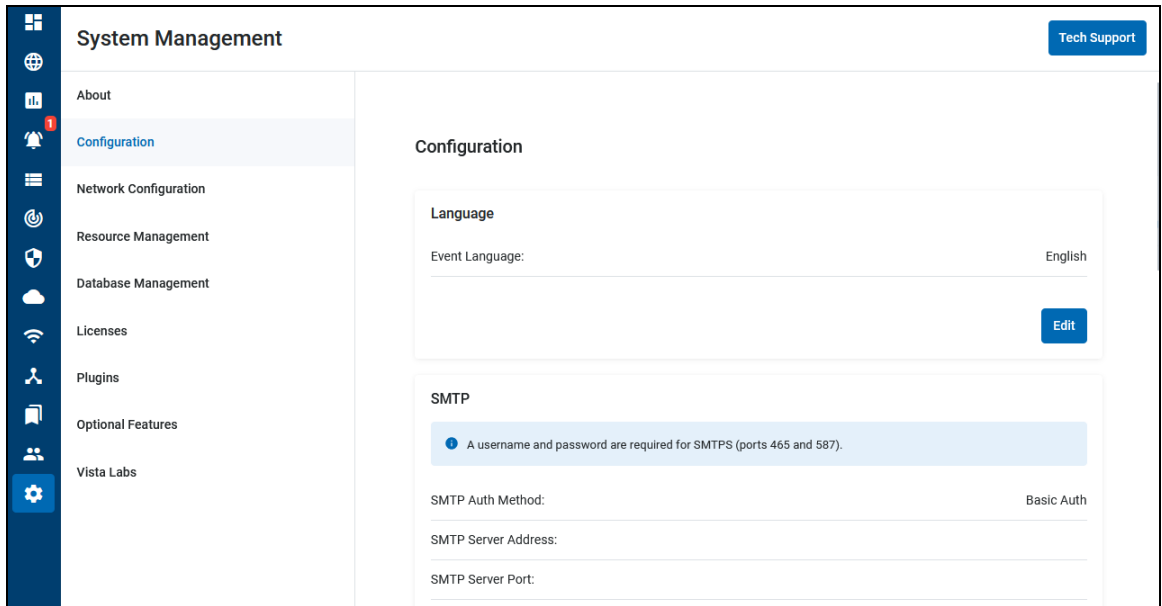 System Management
Tech Support
1
About
Configuration
Network Configuration
Resource Management
Database Management
Licenses
Plugins
Optional Features
Vista Labs
Configuration
Language
Event Language: English
Edit
SMTP
A username and password are required for SMTPS (ports 465 and 587).
SMTP Auth Method: Basic Auth
SMTP Server Address:
SMTP Server Port: